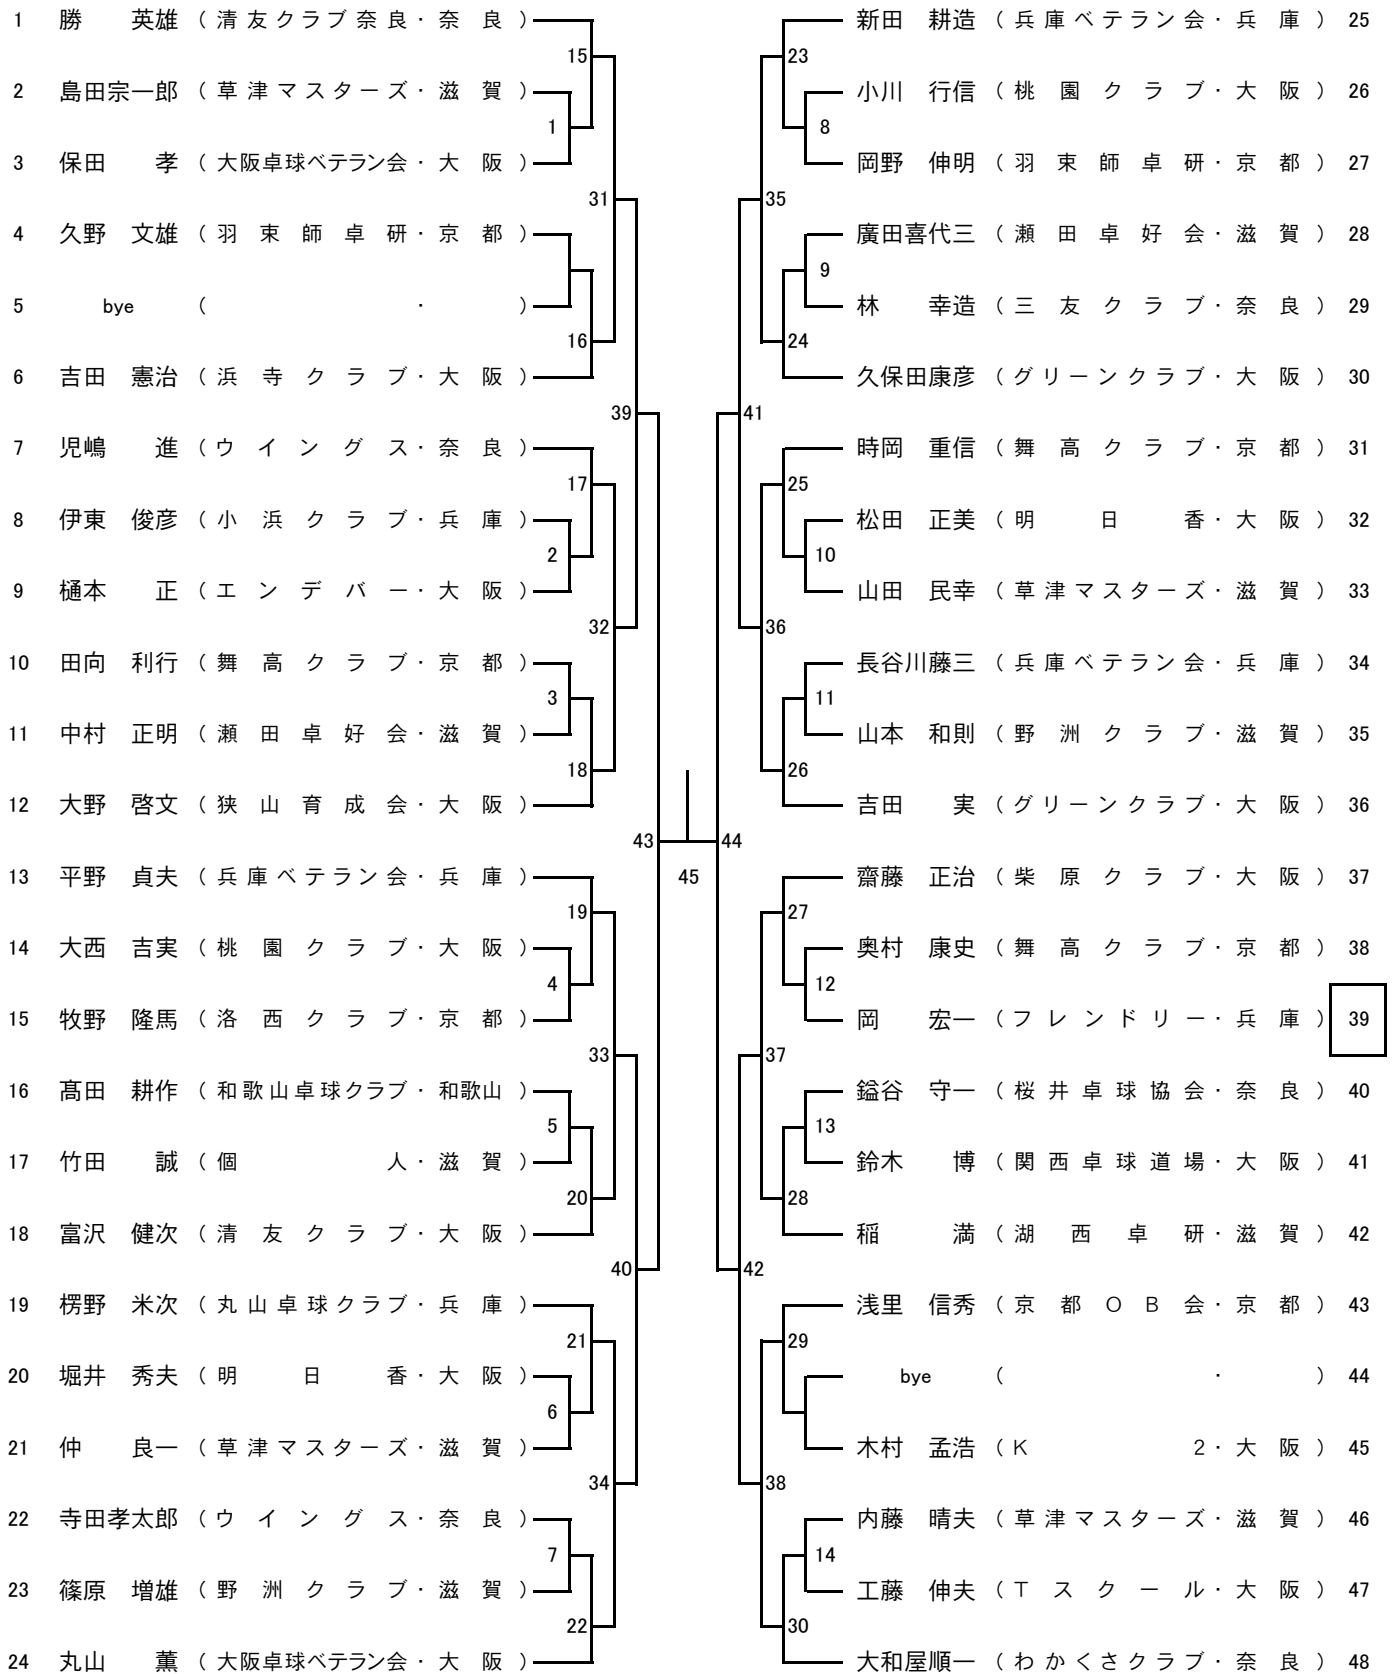 1 勝 英雄 (清友クラブ奈良・奈良)
2 島田宗一郎 (草津マスターズ・滋賀)
3 保田 孝 (大阪卓球ベテラン会・大阪)
4 久野 文雄 (羽束師卓研・京都)
5 bye ( ・ )
6 吉田 憲治 (浜寺クラブ・大阪)
7 児嶋 進 (ウイングス・奈良)
8 伊東 俊彦 (小浜クラブ・兵庫)
9 樋本 正 (エンデバー・大阪)
10 田向 利行 (舞高クラブ・京都)
11 中村 正明 (瀬田卓好会・滋賀)
12 大野 啓文 (狭山育成会・大阪)
13 平野 貞夫 (兵庫ベテラン会・兵庫)
14 大西 吉実 (桃園クラブ・大阪)
15 牧野 隆馬 (洛西クラブ・京都)
16 髙田 耕作 (和歌山卓球クラブ・和歌山)
17 竹田 誠 (個人・滋賀)
18 富沢 健次 (清友クラブ・大阪)
19 楞野 米次 (丸山卓球クラブ・兵庫)
20 堀井 秀夫 (明日香・大阪)
21 仲 良一 (草津マスターズ・滋賀)
22 寺田孝太郎 (ウイングス・奈良)
23 篠原 増雄 (野洲クラブ・滋賀)
24 丸山 薫 (大阪卓球ベテラン会・大阪)
15
1
31
16
39
17
2
32
3
18
43
19
4
33
5
20
40
21
6
34
7
22
45
44
23
8
35
9
24
41
25
10
36
11
26
27
12
37
13
28
42
29
38
14
30
新田 耕造 (兵庫ベテラン会・兵庫) 25
小川 行信 (桃園クラブ・大阪) 26
岡野 伸明 (羽束師卓研・京都) 27
廣田喜代三 (瀬田卓好会・滋賀) 28
林 幸造 (三友クラブ・奈良) 29
久保田康彦 (グリーンクラブ・大阪) 30
時岡 重信 (舞高クラブ・京都) 31
松田 正美 (明日香・大阪) 32
山田 民幸 (草津マスターズ・滋賀) 33
長谷川藤三 (兵庫ベテラン会・兵庫) 34
山本 和則 (野洲クラブ・滋賀) 35
吉田 実 (グリーンクラブ・大阪) 36
齋藤 正治 (柴原クラブ・大阪) 37
奥村 康史 (舞高クラブ・京都) 38
岡 宏一 (フレンドリー・兵庫) 39
鎰谷 守一 (桜井卓球協会・奈良) 40
鈴木 博 (関西卓球道場・大阪) 41
稲 満 (湖西卓研・滋賀) 42
浅里 信秀 (京都OB会・京都) 43
bye ( ・ ) 44
木村 孟浩 (K2・大阪) 45
内藤 晴夫 (草津マスターズ・滋賀) 46
工藤 伸夫 (Tスクール・大阪) 47
大和屋順一 (わかくさクラブ・奈良) 48